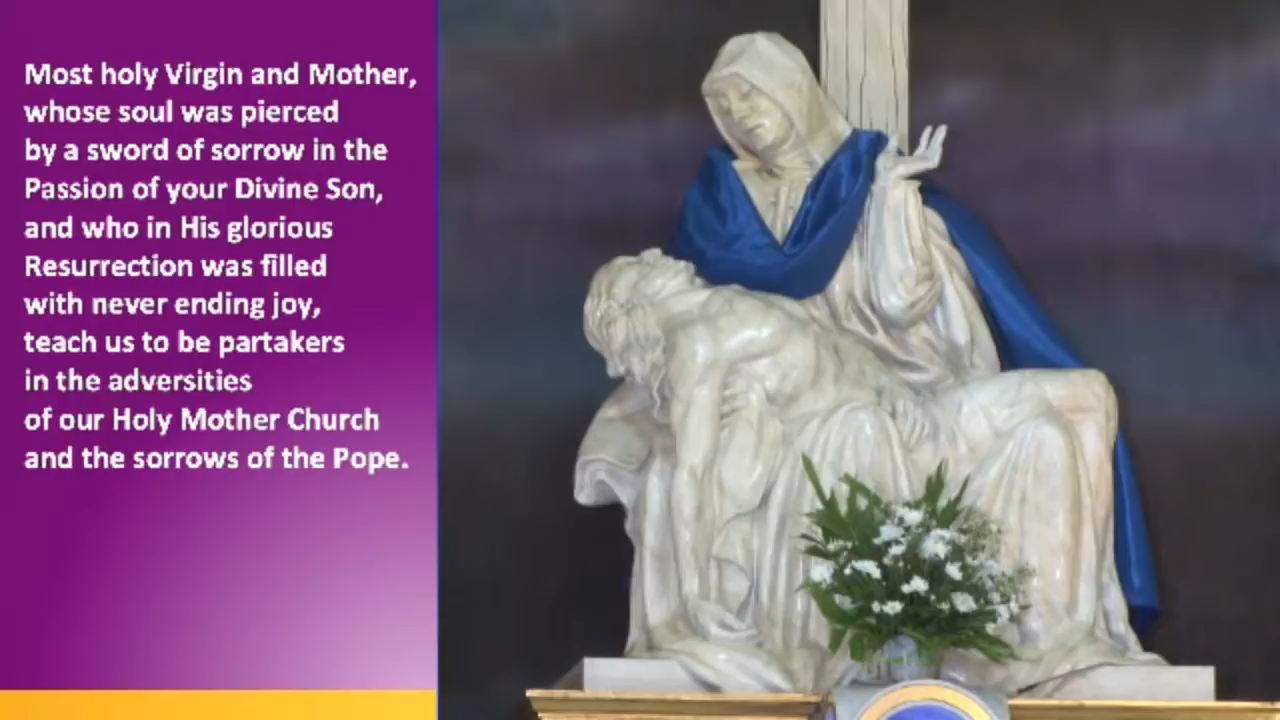 Most holy Virgin and Mother,
whose soul was pierced
by a sword of sorrow in the
Passion of your Divine Son,
and who in His glorious
Resurrection was filled
with never ending joy,
teach us to be partakers
in the adversities
of our Holy Mother Church
and the sorrows of the Pope.